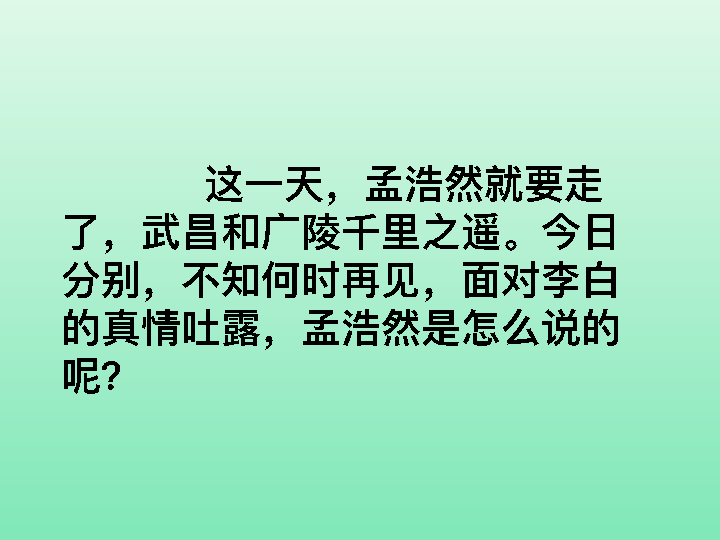 这一天，孟浩然就要走
了，武昌和广陵千里之遥。今日
分别，不知何时再见，面对李白
的真情吐露，孟浩然是怎么说的
呢？